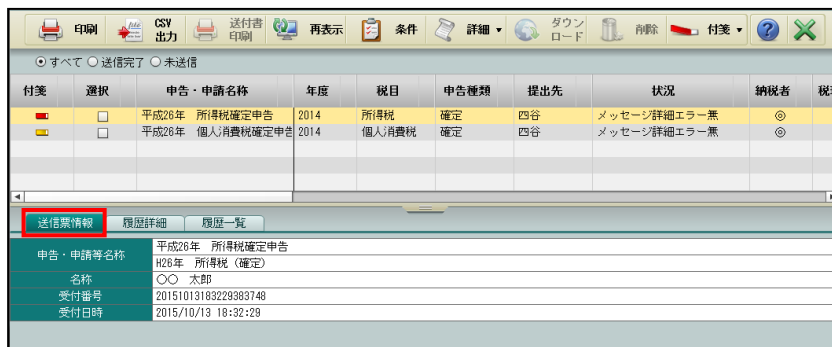 印刷 CSV出力 送付書印刷 再表示 条件 詳細 ダウンロード 削除 付箋
すべて 送信完了 未送信
付箋 選択 申告・申請名称 年度 税目 申告種類 提出先 状況 納税者 税
平成26年 所得税確定申告 2014 所得税 確定 四谷 メッセージ詳細エラー無 ◎
平成26年 個人消費税確定申告 2014 個人消費税 確定 四谷 メッセージ詳細エラー無 ◎
送信票情報 履歴詳細 履歴一覧
申告・申請等名称 平成26年 所得税確定申告
H26年 所得税（確定）
名称 〇〇 太郎
受付番号 20151013183229383748
受付日時 2015/10/13 18:32:29